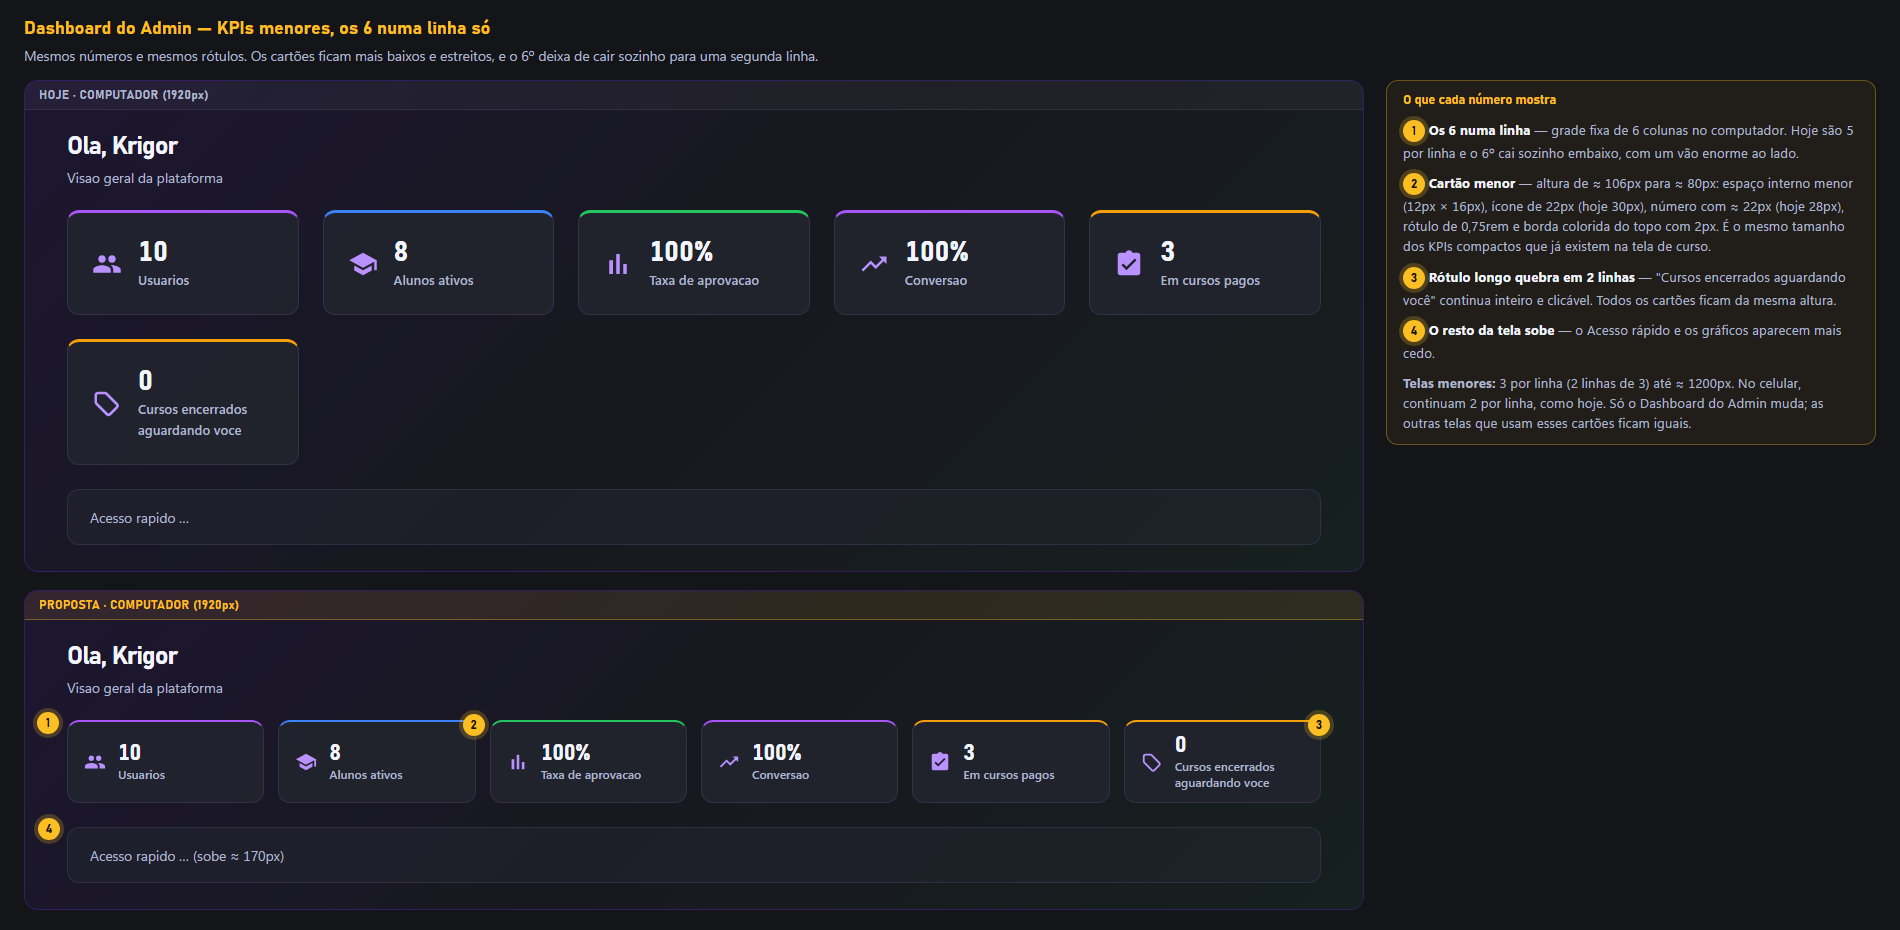 Dashboard do Admin — KPIs menores, os 6 numa linha só
Mesmos números e mesmos rótulos. Os cartões ficam mais baixos e estreitos, e o 6º deixa de cair sozinho para uma segunda linha.
HOJE · COMPUTADOR (1920px)
Ola, Krigor
Visao geral da plataforma
10
Usuarios
8
Alunos ativos
100%
Taxa de aprovacao
100%
Conversao
3
Em cursos pagos
0
Cursos encerrados
aguardando voce
Acesso rapido ...
PROPOSTA · COMPUTADOR (1920px)
Ola, Krigor
Visao geral da plataforma
1
2
3
10
Usuarios
8
Alunos ativos
100%
Taxa de aprovacao
100%
Conversao
3
Em cursos pagos
0
Cursos encerrados
aguardando voce
4
Acesso rapido ... (sobe ≈ 170px)
O que cada número mostra
1 Os 6 numa linha — grade fixa de 6 colunas no computador. Hoje são 5
por linha e o 6º cai sozinho embaixo, com um vão enorme ao lado.
2 Cartão menor — altura de ≈ 106px para ≈ 80px: espaço interno menor
(12px × 16px), ícone de 22px (hoje 30px), número com ≈ 22px (hoje 28px),
rótulo de 0,75rem e borda colorida do topo com 2px. É o mesmo tamanho
dos KPIs compactos que já existem na tela de curso.
3 Rótulo longo quebra em 2 linhas — "Cursos encerrados aguardando
você" continua inteiro e clicável. Todos os cartões ficam da mesma altura.
4 O resto da tela sobe — o Acesso rápido e os gráficos aparecem mais
cedo.
Telas menores: 3 por linha (2 linhas de 3) até ≈ 1200px. No celular,
continuam 2 por linha, como hoje. Só o Dashboard do Admin muda; as
outras telas que usam esses cartões ficam iguais.